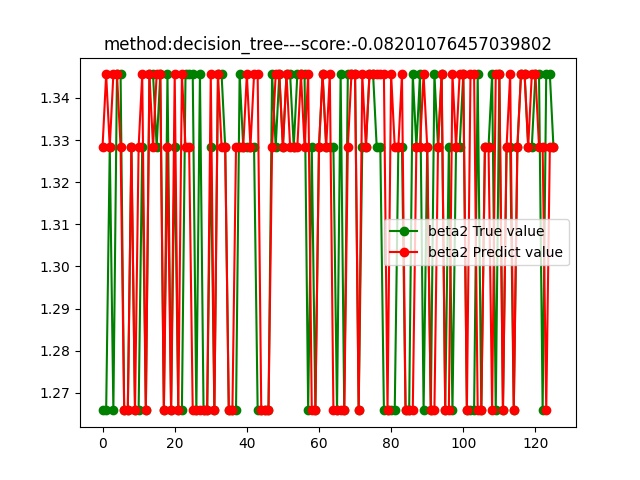 method:decision_tree---score:-0.08201076457039802
1.34
1.33
1.32
1.31
1.30
1.29
1.28
1.27
beta2 True value
beta2 Predict value
0 20 40 60 80 100 120